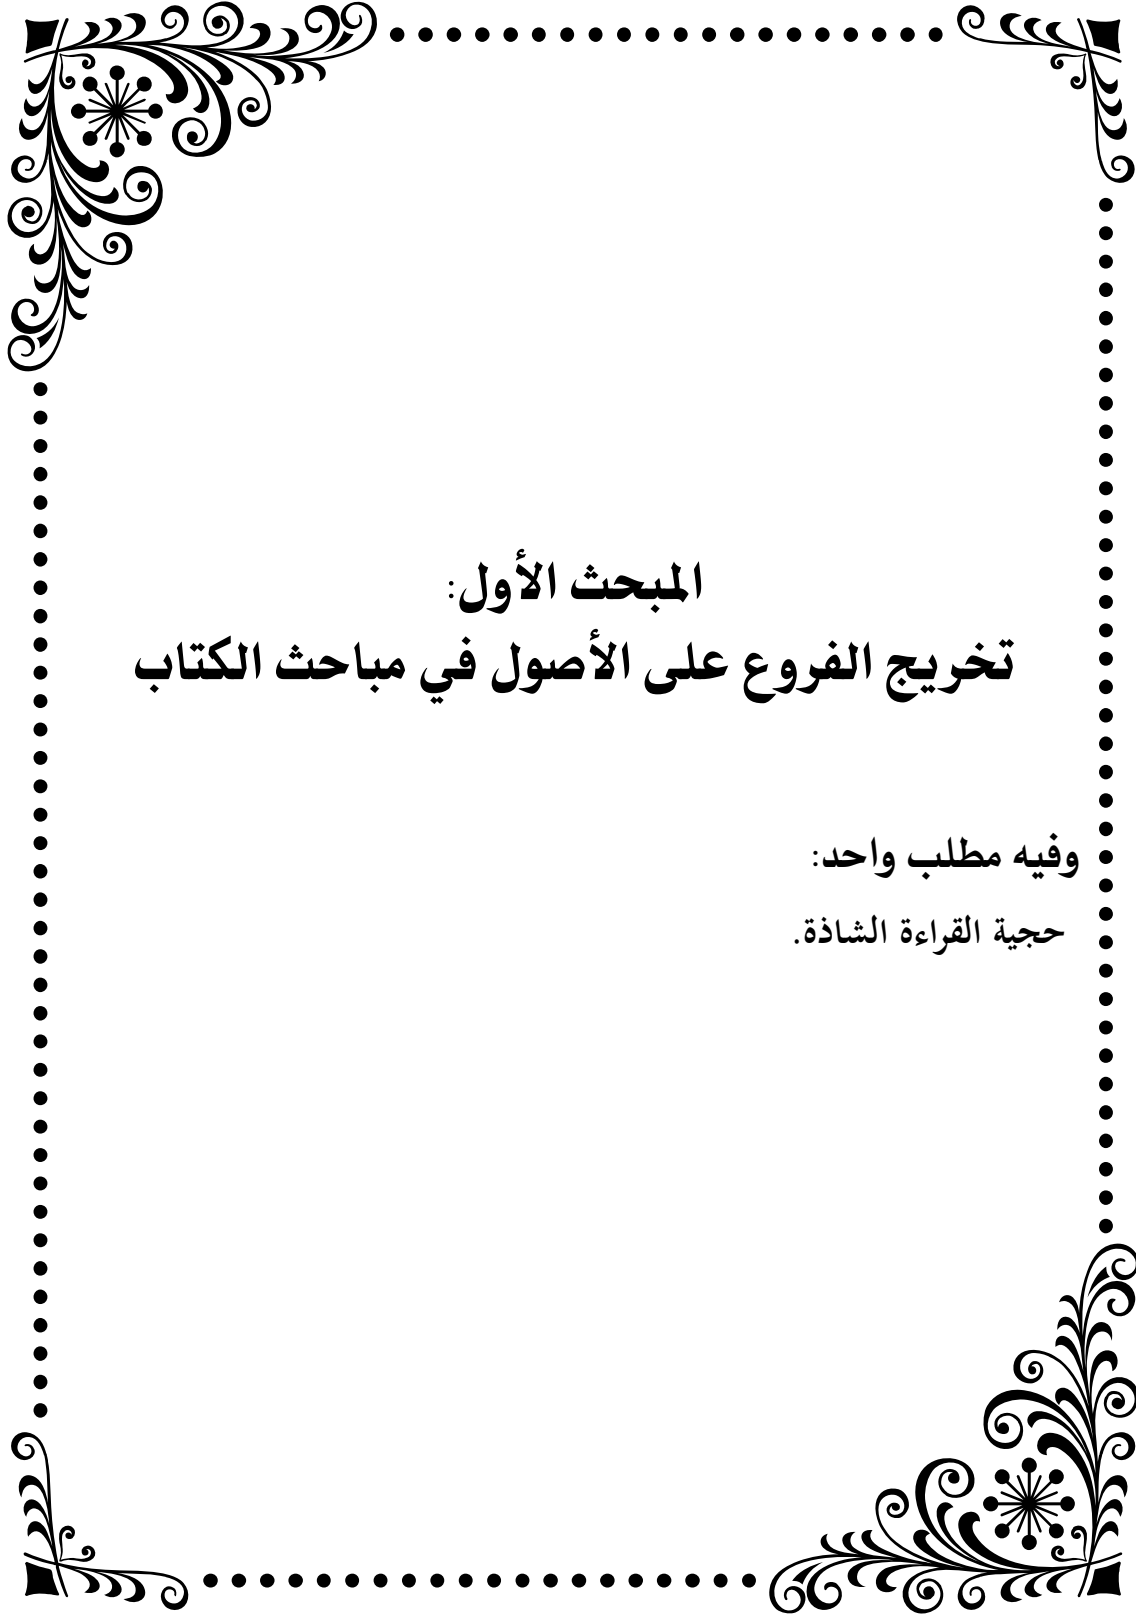 المبحث الأول:
تخريج الفروع على الأصول في مباحث الكتاب
وفيه مطلب واحد:
حجية القراءة الشاذة.